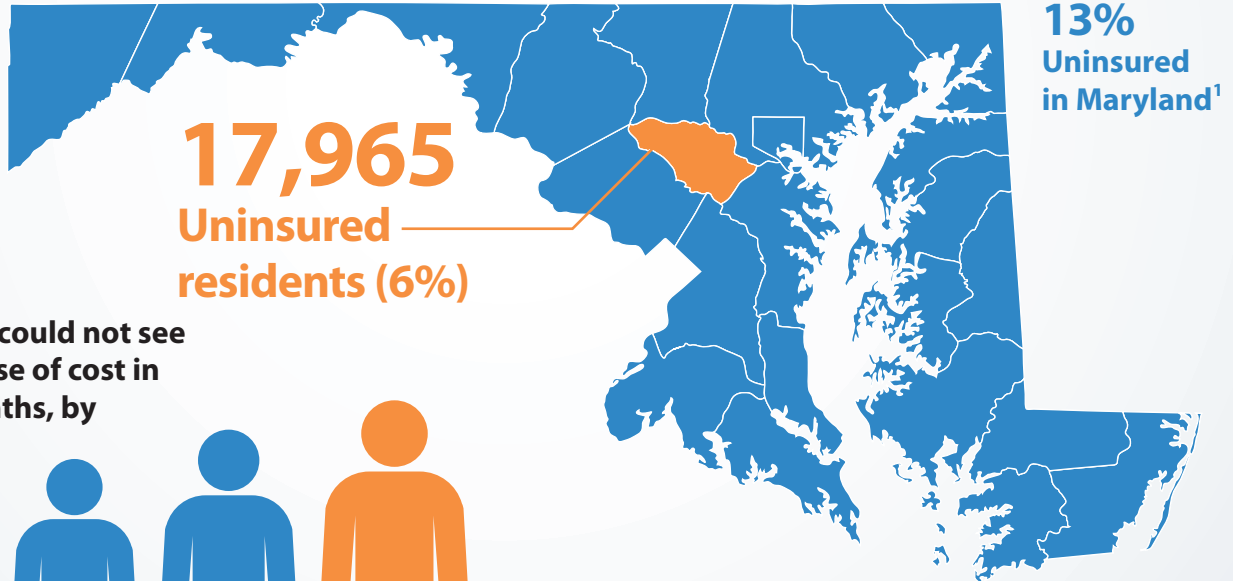 13%
Uninsured
in Maryland¹
17,965
Uninsured
residents (6%)
could not see
se of cost in
ths, by